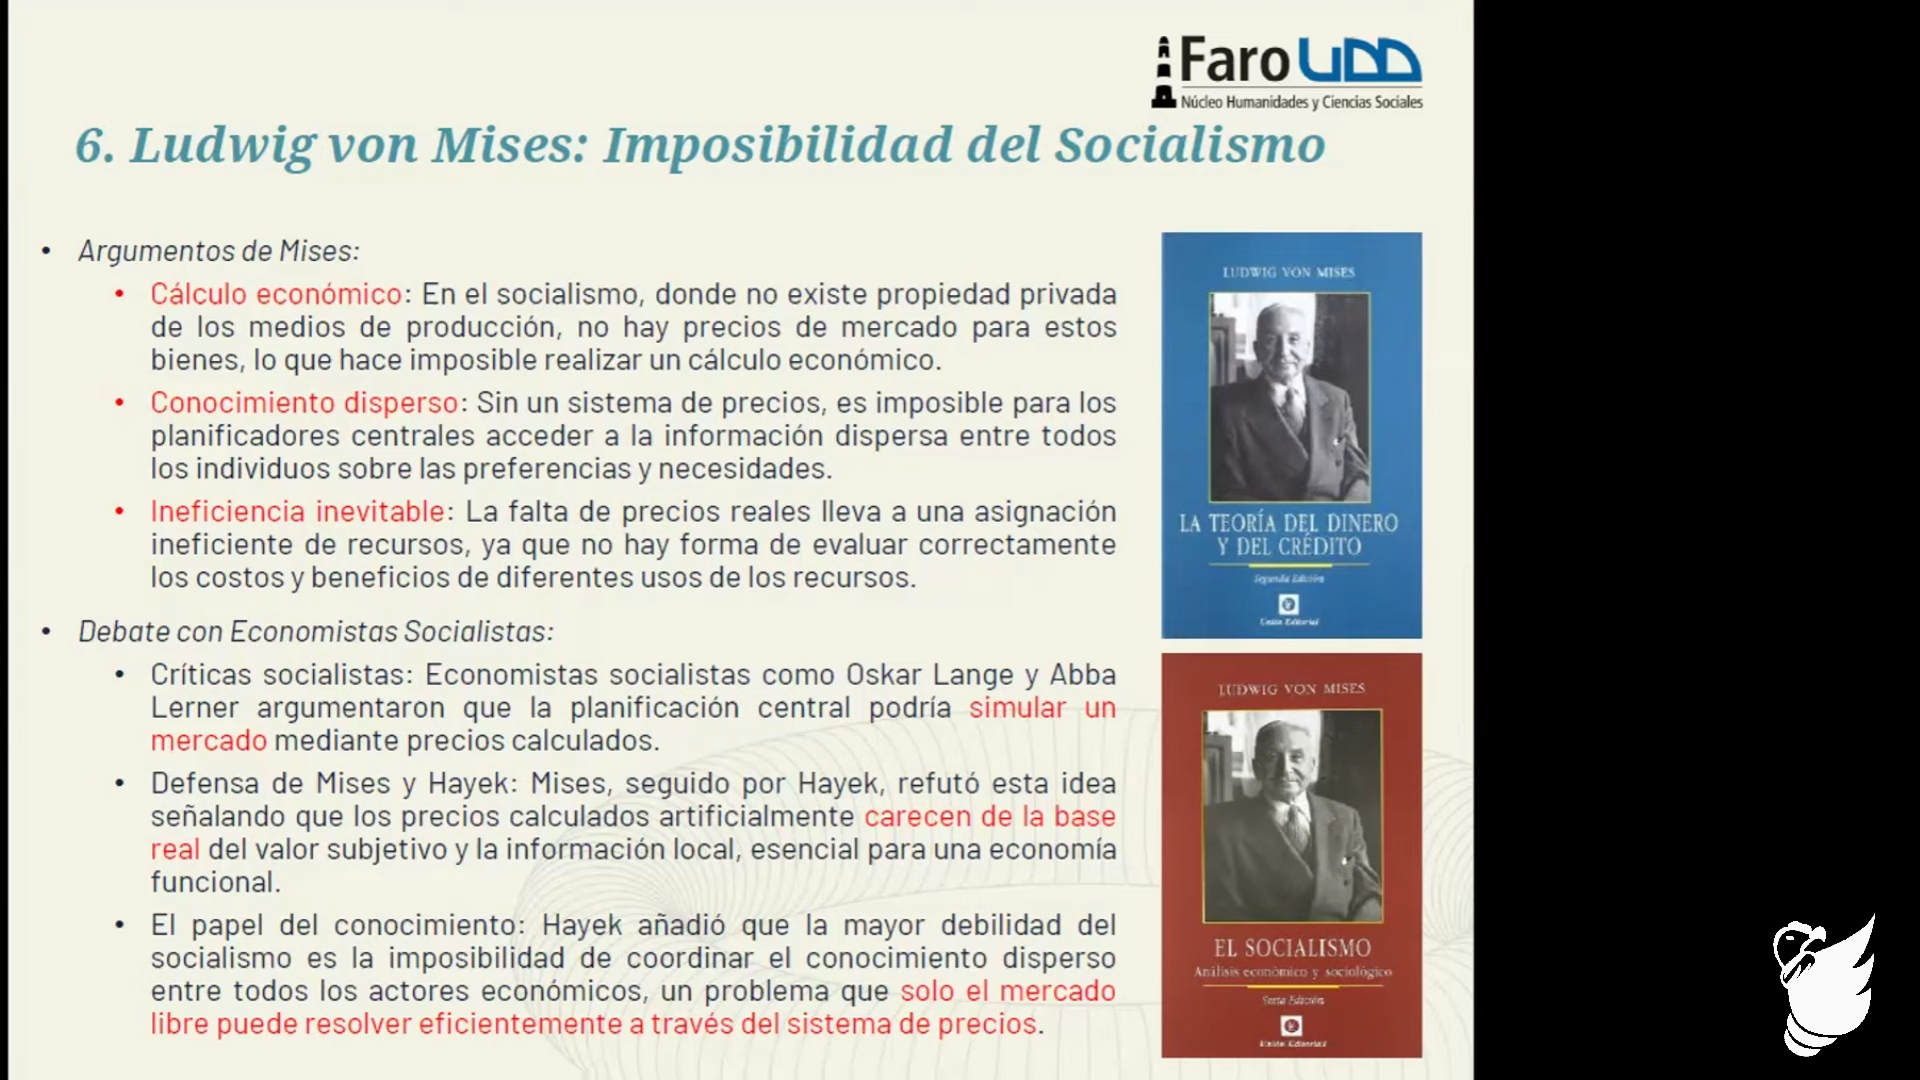 Faro UDD
Núcleo Humanidades y Ciencias Sociales
6. Ludwig von Mises: Imposibilidad del Socialismo
• Argumentos de Mises:
• Cálculo económico: En el socialismo, donde no existe propiedad privada
de los medios de producción, no hay precios de mercado para estos
bienes, lo que hace imposible realizar un cálculo económico.
• Conocimiento disperso: Sin un sistema de precios, es imposible para los
planificadores centrales acceder a la información dispersa entre todos
los individuos sobre las preferencias y necesidades.
• Ineficiencia inevitable: La falta de precios reales lleva a una asignación
ineficiente de recursos, ya que no hay forma de evaluar correctamente
los costos y beneficios de diferentes usos de los recursos.
• Debate con Economistas Socialistas:
• Críticas socialistas: Economistas socialistas como Oskar Lange y Abba
Lerner argumentaron que la planificación central podría simular un
mercado mediante precios calculados.
• Defensa de Mises y Hayek: Mises, seguido por Hayek, refutó esta idea
señalando que los precios calculados artificialmente carecen de la base
real del valor subjetivo y la información local, esencial para una economía
funcional.
• El papel del conocimiento: Hayek añadió que la mayor debilidad del
socialismo es la imposibilidad de coordinar el conocimiento disperso
entre todos los actores económicos, un problema que solo el mercado
libre puede resolver eficientemente a través del sistema de precios.
LUDWIG VON MISES
LA TEORÍA DEL DINERO
Y DEL CRÉDITO
Segunda Edición
Unión Editorial
LUDWIG VON MISES
EL SOCIALISMO
Análisis económico y sociológico
Sexta Edición
Unión Editorial